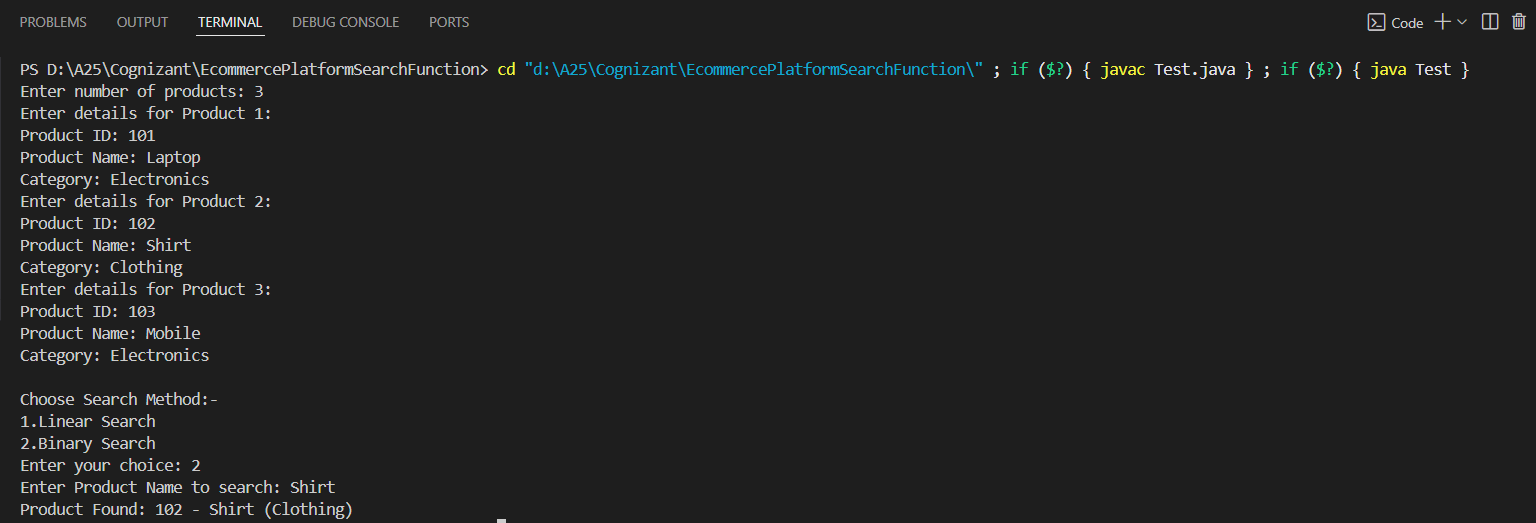 PROBLEMS OUTPUT TERMINAL DEBUG CONSOLE PORTS Code
PS D:\A25\Cognizant\EcommercePlatformSearchFunction> cd "d:\A25\Cognizant\EcommercePlatformSearchFunction\" ; if ($?) { javac Test.java } ; if ($?) { java Test }
Enter number of products: 3
Enter details for Product 1:
Product ID: 101
Product Name: Laptop
Category: Electronics
Enter details for Product 2:
Product ID: 102
Product Name: Shirt
Category: Clothing
Enter details for Product 3:
Product ID: 103
Product Name: Mobile
Category: Electronics

Choose Search Method:-
1.Linear Search
2.Binary Search
Enter your choice: 2
Enter Product Name to search: Shirt
Product Found: 102 - Shirt (Clothing)